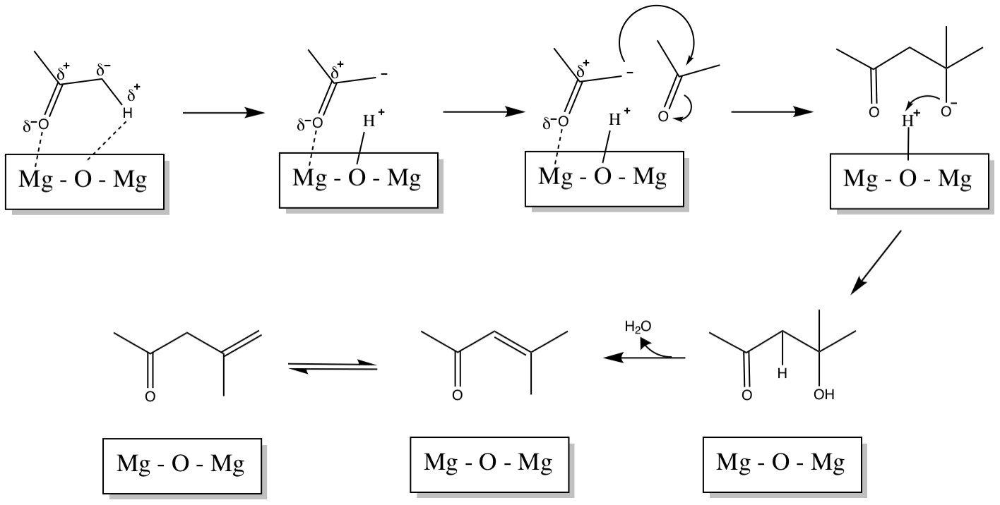 δ+ δ−
δ+
H
δ−O
Mg - O - Mg
δ+ −
δ−O H+
Mg - O - Mg
δ+ −
δ−O H+ O
Mg - O - Mg
O O−
H+
Mg - O - Mg
O
Mg - O - Mg
O
Mg - O - Mg
H2O
H
O OH
Mg - O - Mg